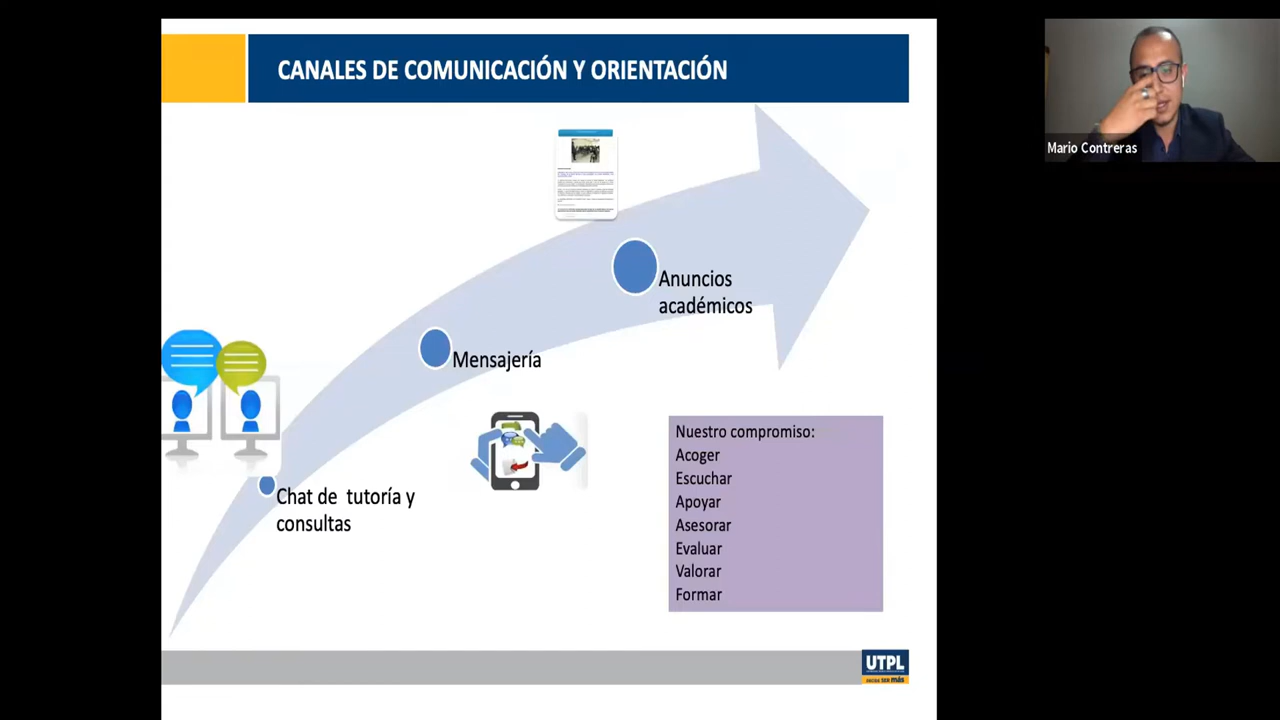 CANALES DE COMUNICACIÓN Y ORIENTACIÓN
Mario Contreras
Anuncios
académicos
Mensajería
Chat de tutoría y
consultas
Nuestro compromiso:
Acoger
Escuchar
Apoyar
Asesorar
Evaluar
Valorar
Formar
UTPL